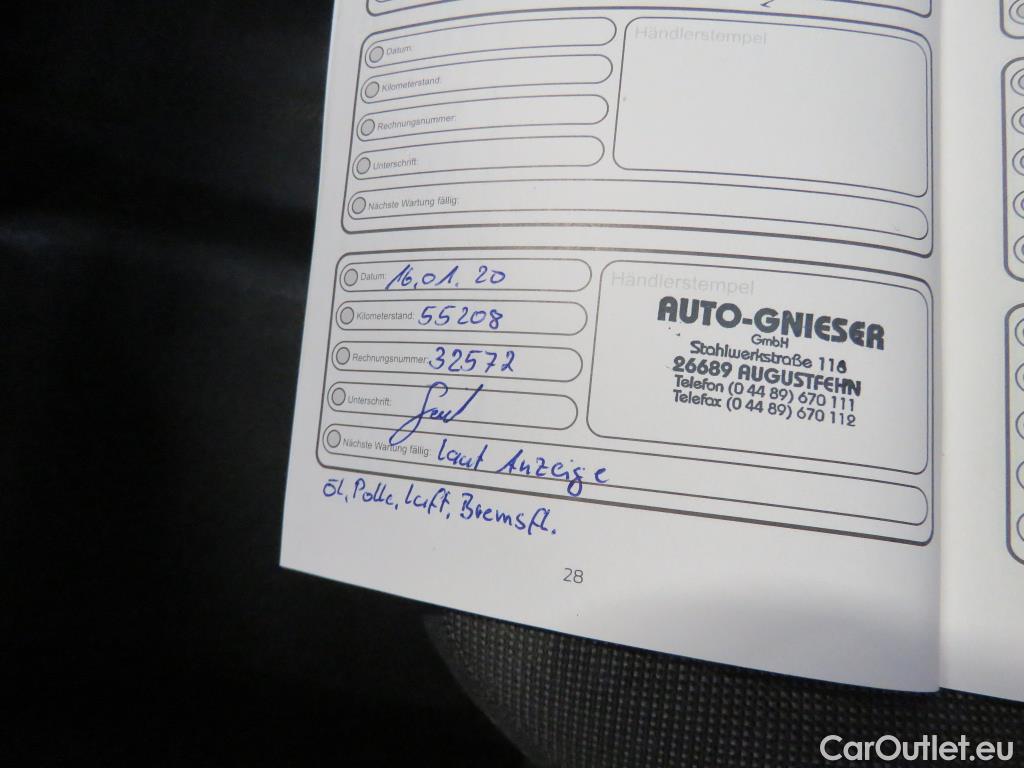 Datum:
Kilometerstand:
Rechnungsnummer:
Unterschrift:
Nächste Wartung fällig:
Händlerstempel
Datum: 16.01.20
Kilometerstand: 55208
Rechnungsnummer: 32572
Unterschrift:
Nächste Wartung fällig: laut Anzeige
Händlerstempel
AUTO-GNIESER
GmbH
Stahlwerkstraße 118
26689 AUGUSTFEHN
Telefon (0 44 89) 670 111
Telefax (0 44 89) 670 112
Öl, Polle, Luft, Bremsfl.
28
CarOutlet.eu